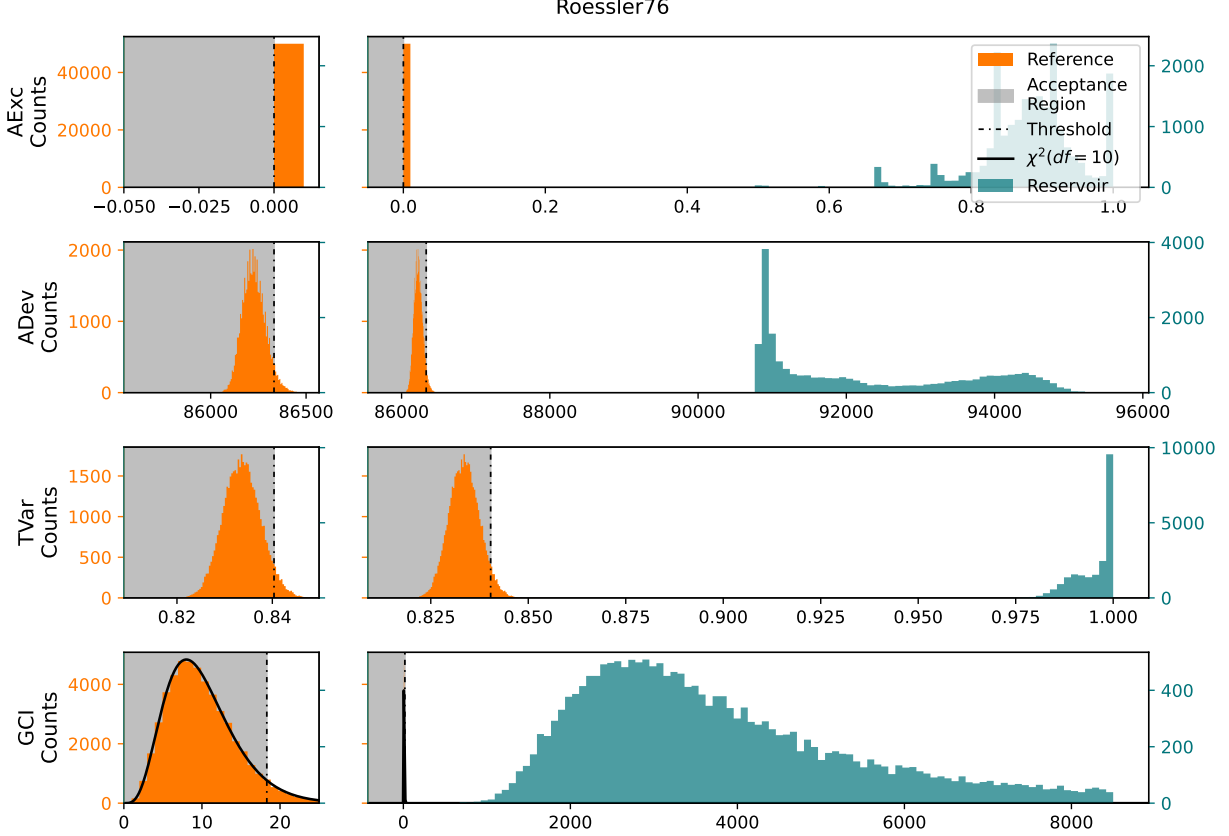 Roessler76
AExc
Counts
40000
20000
0
−0.050 −0.025 0.000
0.0 0.2 0.4 0.6 0.8 1.0
2000
1000
0
Reference
Acceptance
Region
Threshold
χ²(df = 10)
Reservoir
ADev
Counts
2000
1000
0
86000 86500
86000 88000 90000 92000 94000 96000
4000
2000
0
TVar
Counts
1500
1000
500
0
0.82 0.84
0.825 0.850 0.875 0.900 0.925 0.950 0.975 1.000
10000
5000
0
GCI
Counts
4000
2000
0
0 10 20
0 2000 4000 6000 8000
400
200
0